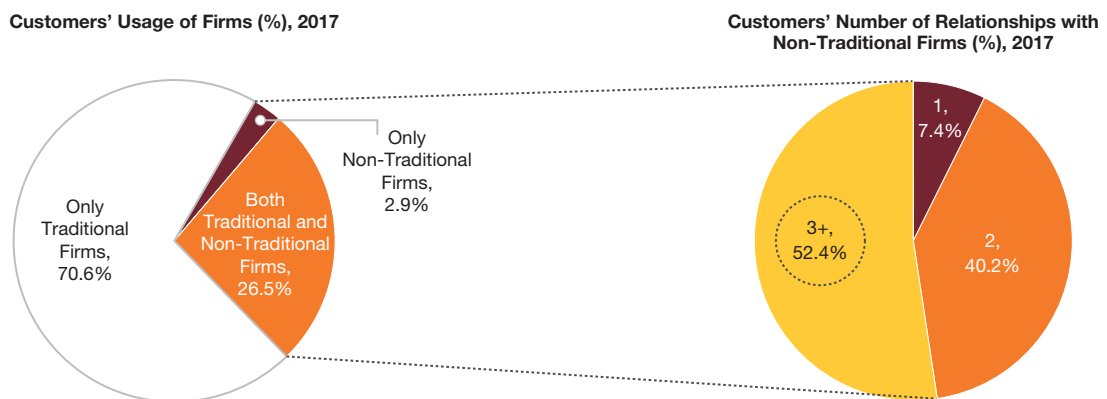 Customers’ Usage of Firms (%), 2017
Only
Traditional
Firms,
70.6%
Both
Traditional and
Non-Traditional
Firms,
26.5%
Only
Non-Traditional
Firms,
2.9%
Customers’ Number of Relationships with
Non-Traditional Firms (%), 2017
1,
7.4%
2,
40.2%
3+,
52.4%